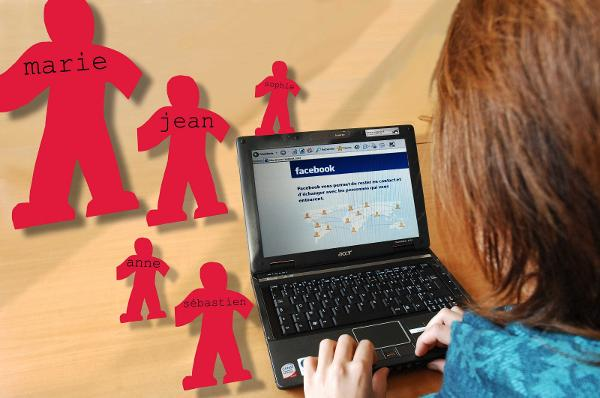 marie
sophie
jean
facebook
Facebook vous permet de rester en contact et
d'échanger avec les personnes qui vous
entourent.
acer
anne
sébastien